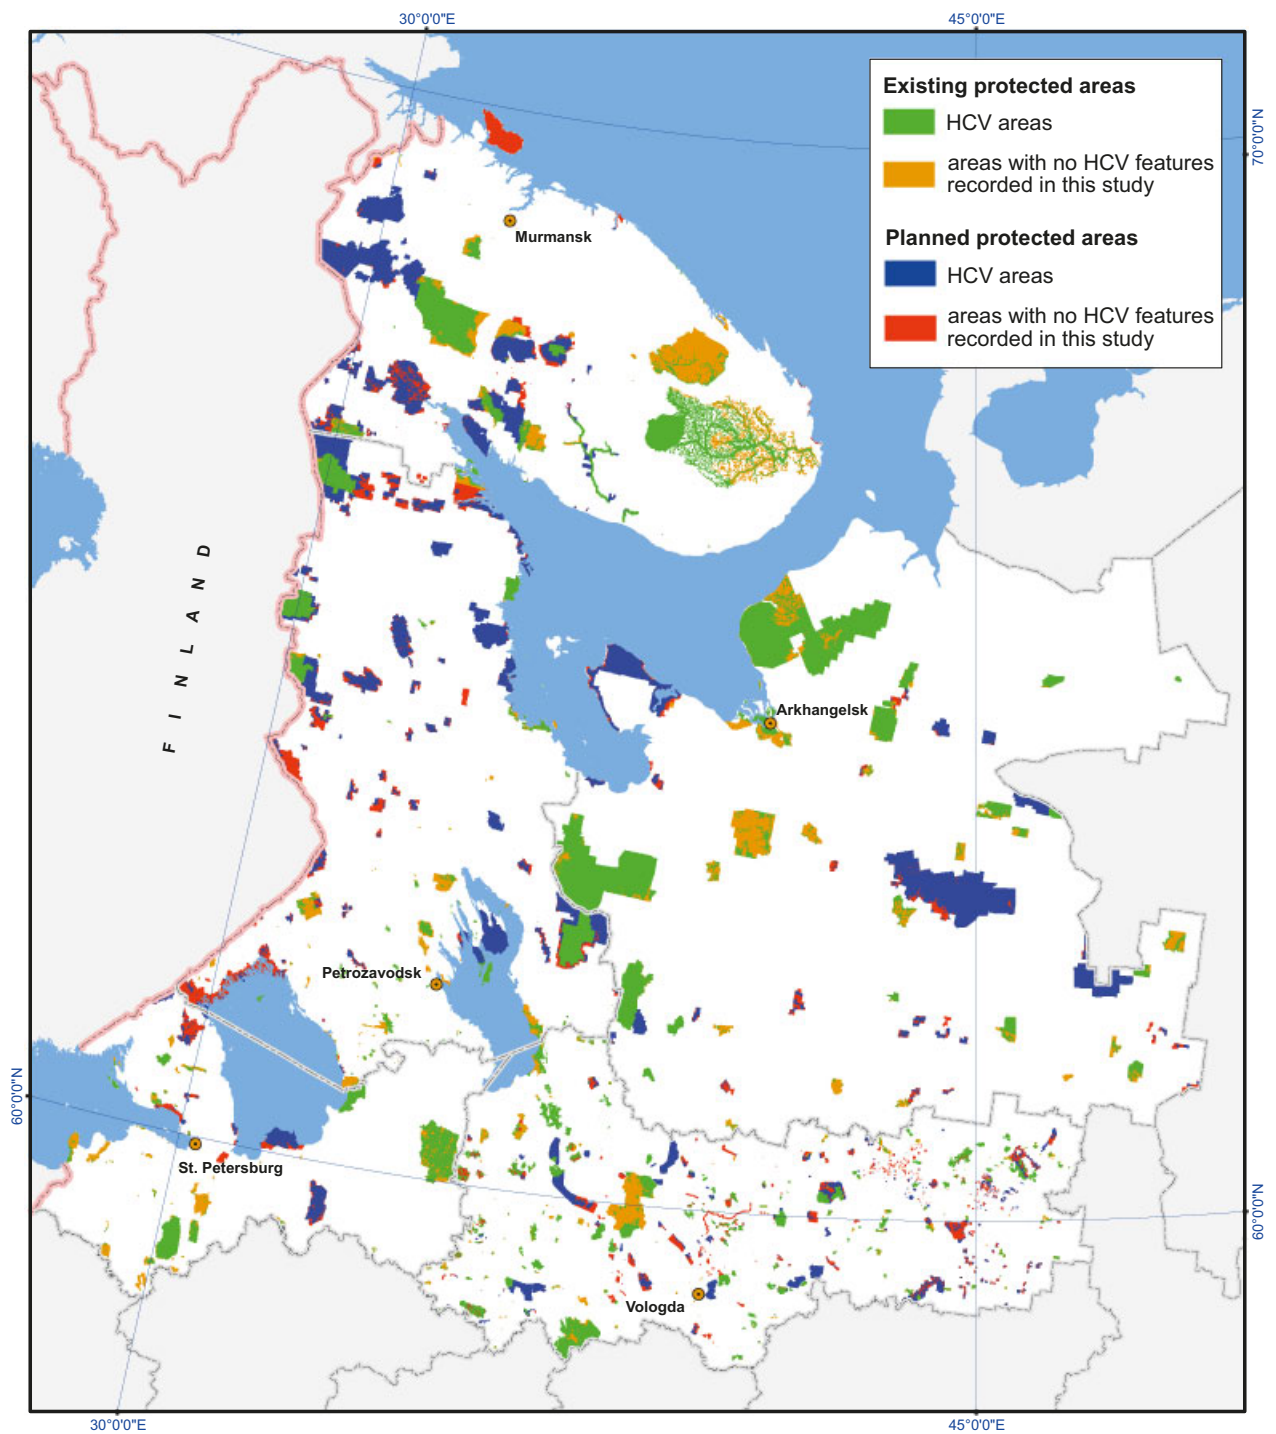 30°0'0"E
45°0'0"E
Existing protected areas
HCV areas
areas with no HCV features
recorded in this study
Planned protected areas
HCV areas
areas with no HCV features
recorded in this study
70°0'0"N
Murmansk
FINLAND
Arkhangelsk
Petrozavodsk
60°0'0"N
St. Petersburg
60°0'0"N
Vologda
30°0'0"E
45°0'0"E